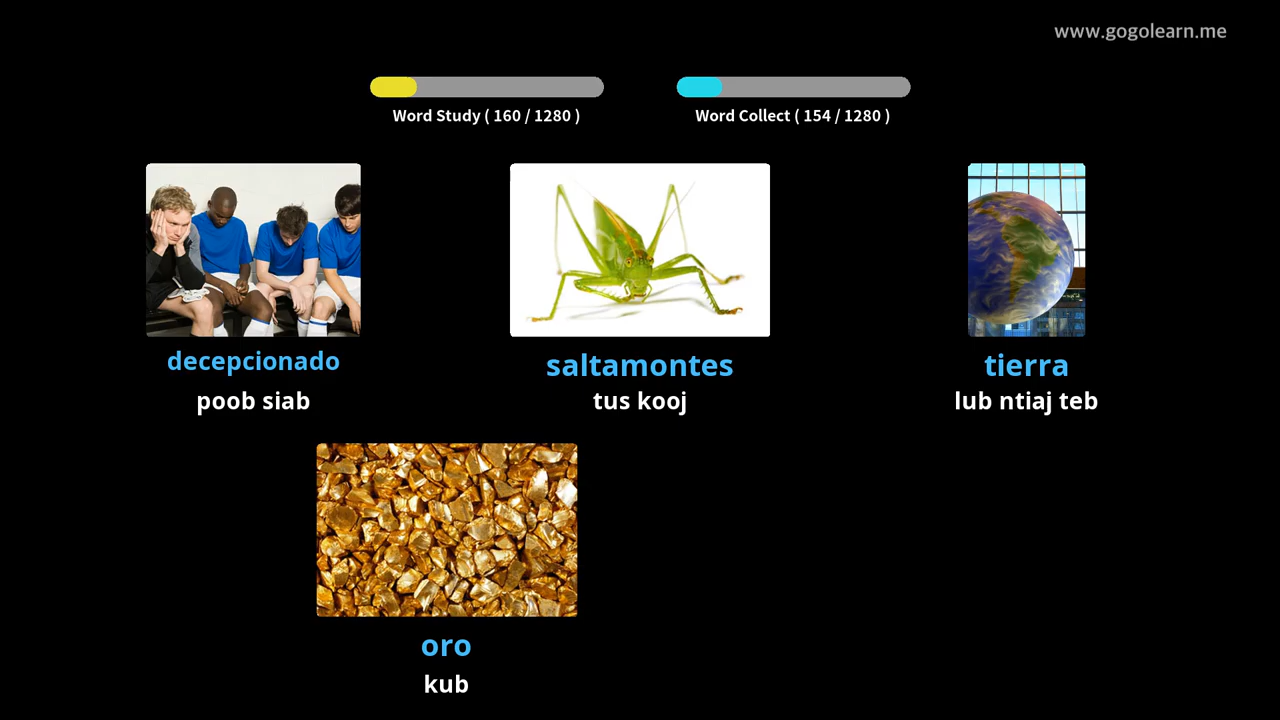 www.gogolearn.me
Word Study ( 160 / 1280 )
Word Collect ( 154 / 1280 )
decepcionado
poob siab
saltamontes
tus kooj
tierra
lub ntiaj teb
oro
kub